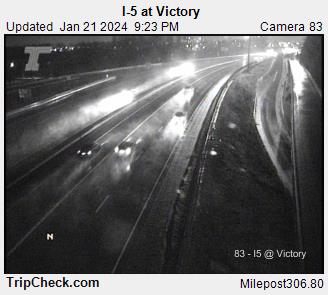 I-5 at Victory
Updated Jan 21 2024 9:23 PM Camera 83
T
N
83 - I5 @ Victory
TripCheck.com Milepost306.80